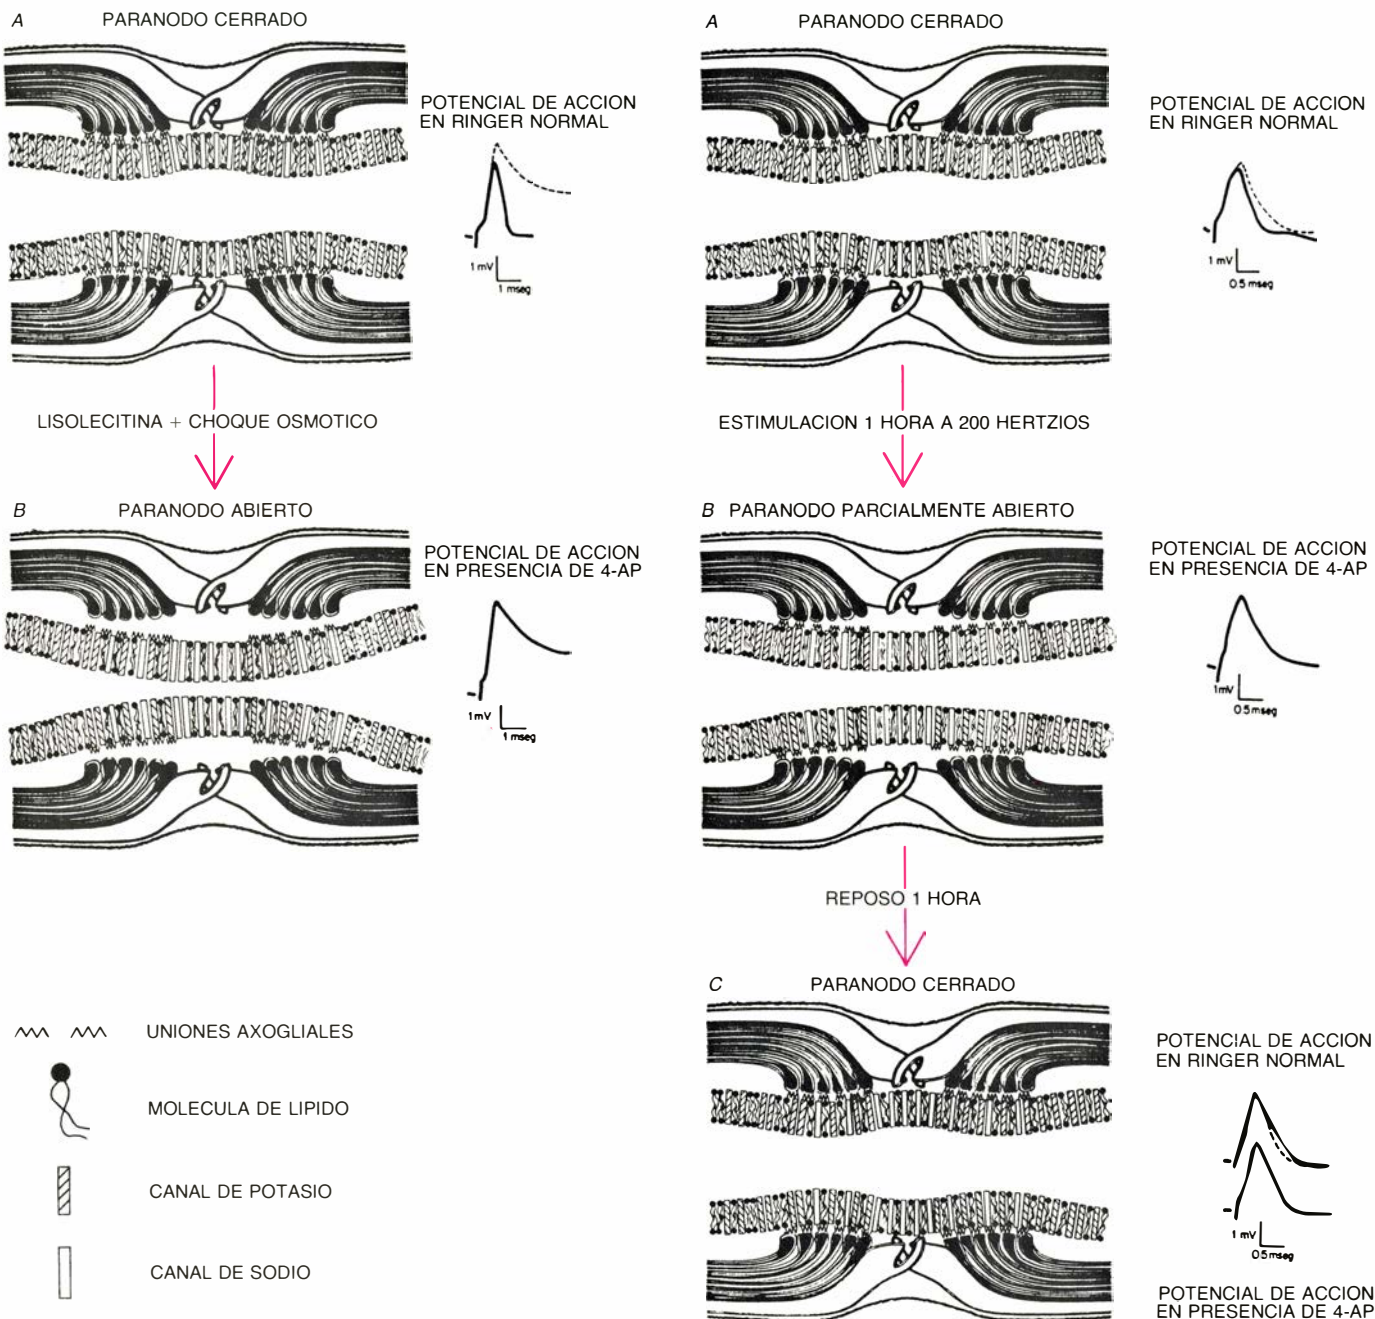 A PARANODO CERRADO
POTENCIAL DE ACCION
EN RINGER NORMAL
1 mV
1 mseg
LISOLECITINA + CHOQUE OSMOTICO
B PARANODO ABIERTO
POTENCIAL DE ACCION
EN PRESENCIA DE 4-AP
1 mV
1 mseg
UNIONES AXOGLIALES
MOLECULA DE LIPIDO
CANAL DE POTASIO
CANAL DE SODIO
A PARANODO CERRADO
POTENCIAL DE ACCION
EN RINGER NORMAL
1 mV
0.5 mseg
ESTIMULACION 1 HORA A 200 HERTZIOS
B PARANODO PARCIALMENTE ABIERTO
POTENCIAL DE ACCION
EN PRESENCIA DE 4-AP
1mV
0.5 mseg
REPOSO 1 HORA
C PARANODO CERRADO
POTENCIAL DE ACCION
EN RINGER NORMAL
1 mV
0.5 mseg
POTENCIAL DE ACCION
EN PRESENCIA DE 4-AP